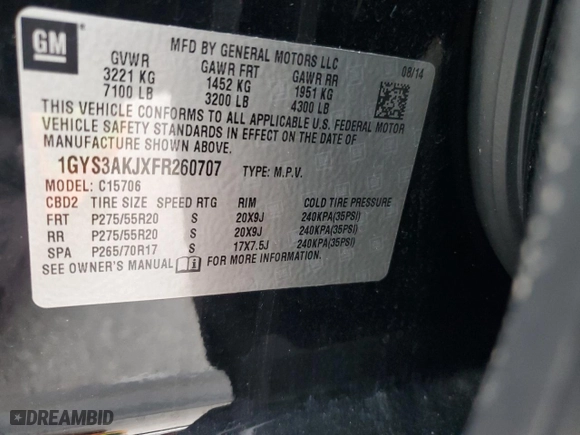 GM
MFD BY GENERAL MOTORS LLC
08/14
GVWR GAWR FRT GAWR RR
3221 KG 1452 KG 1951 KG
7100 LB 3200 LB 4300 LB
THIS VEHICLE CONFORMS TO ALL APPLICABLE U.S. FEDERAL MOTOR
VEHICLE SAFETY STANDARDS IN EFFECT ON THE DATE OF
MANUFACTURE SHOWN ABOVE.
1GYS3AKJXFR260707 TYPE: M.P.V.
MODEL: C15706
CBD2 TIRE SIZE SPEED RTG RIM COLD TIRE PRESSURE
FRT P275/55R20 S 20X9J 240KPA(35PSI)
RR P275/55R20 S 20X9J 240KPA(35PSI)
SPA P265/70R17 S 17X7.5J 240KPA(35PSI)
SEE OWNER'S MANUAL FOR MORE INFORMATION.
DREAMBID